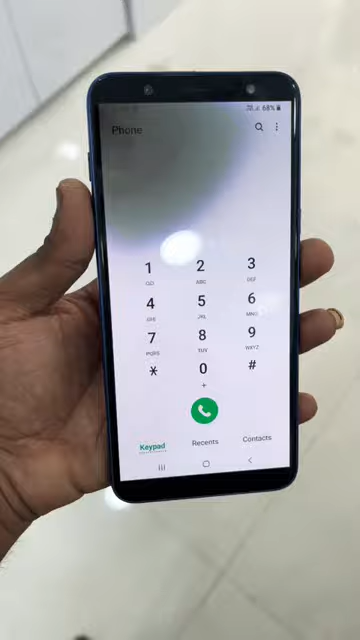 68%
Phone
1 2 3
ABC DEF
4 5 6
GHI JKL MNO
7 8 9
PQRS TUV WXYZ
* 0 #
+
Keypad Recents Contacts